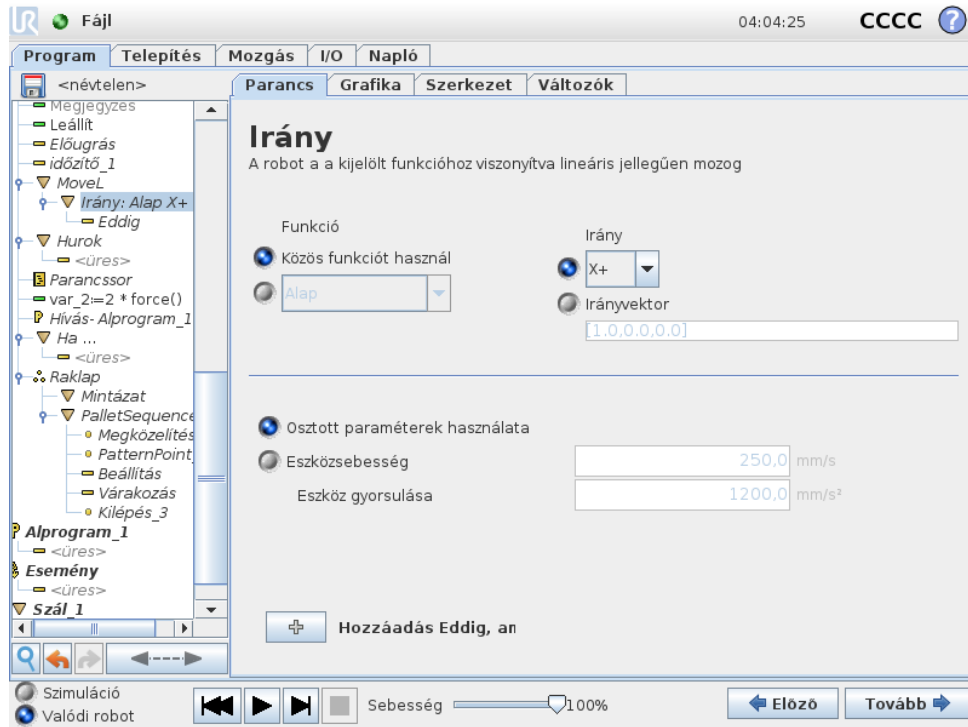 UR Fájl 04:04:25 CCCC ?
Program Telepítés Mozgás I/O Napló
<névtelen>
Parancs Grafika Szerkezet Változók
Megjegyzés
Leállít
Előugrás
időzítő_1
MoveL
Irány: Alap X+
Eddig
Hurok
<üres>
Parancssor
var_2:=2 * force()
Hívás- Alprogram_1
Ha ...
<üres>
Raklap
Mintázat
PalletSequence
Megközelítés
PatternPoint
Beállítás
Várakozás
Kilépés_3
Alprogram_1
<üres>
Esemény
<üres>
Szál_1
Irány
A robot a a kijelölt funkcióhoz viszonyítva lineáris jellegűen mozog
Funkció
Közös funkciót használ
Alap
Irány
X+
Irányvektor
[1.0,0.0,0.0]
Osztott paraméterek használata
Eszközsebesség 250,0 mm/s
Eszköz gyorsulása 1200,0 mm/s²
Hozzáadás Eddig, an
Szimuláció
Valódi robot
Sebesség 100%
Előző
Tovább